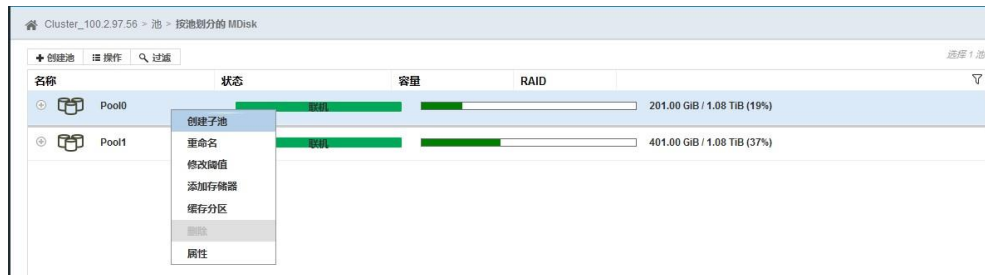 Cluster_100.2.97.56 > 池 > 按池划分的 MDisk
创建池 操作 过滤 选择 1 池
名称 状态 容量 RAID
Pool0 联机 201.00 GiB / 1.08 TiB (19%)
创建子池
Pool1 重命名 联机 401.00 GiB / 1.08 TiB (37%)
修改阈值
添加存储器
缓存分区
删除
属性